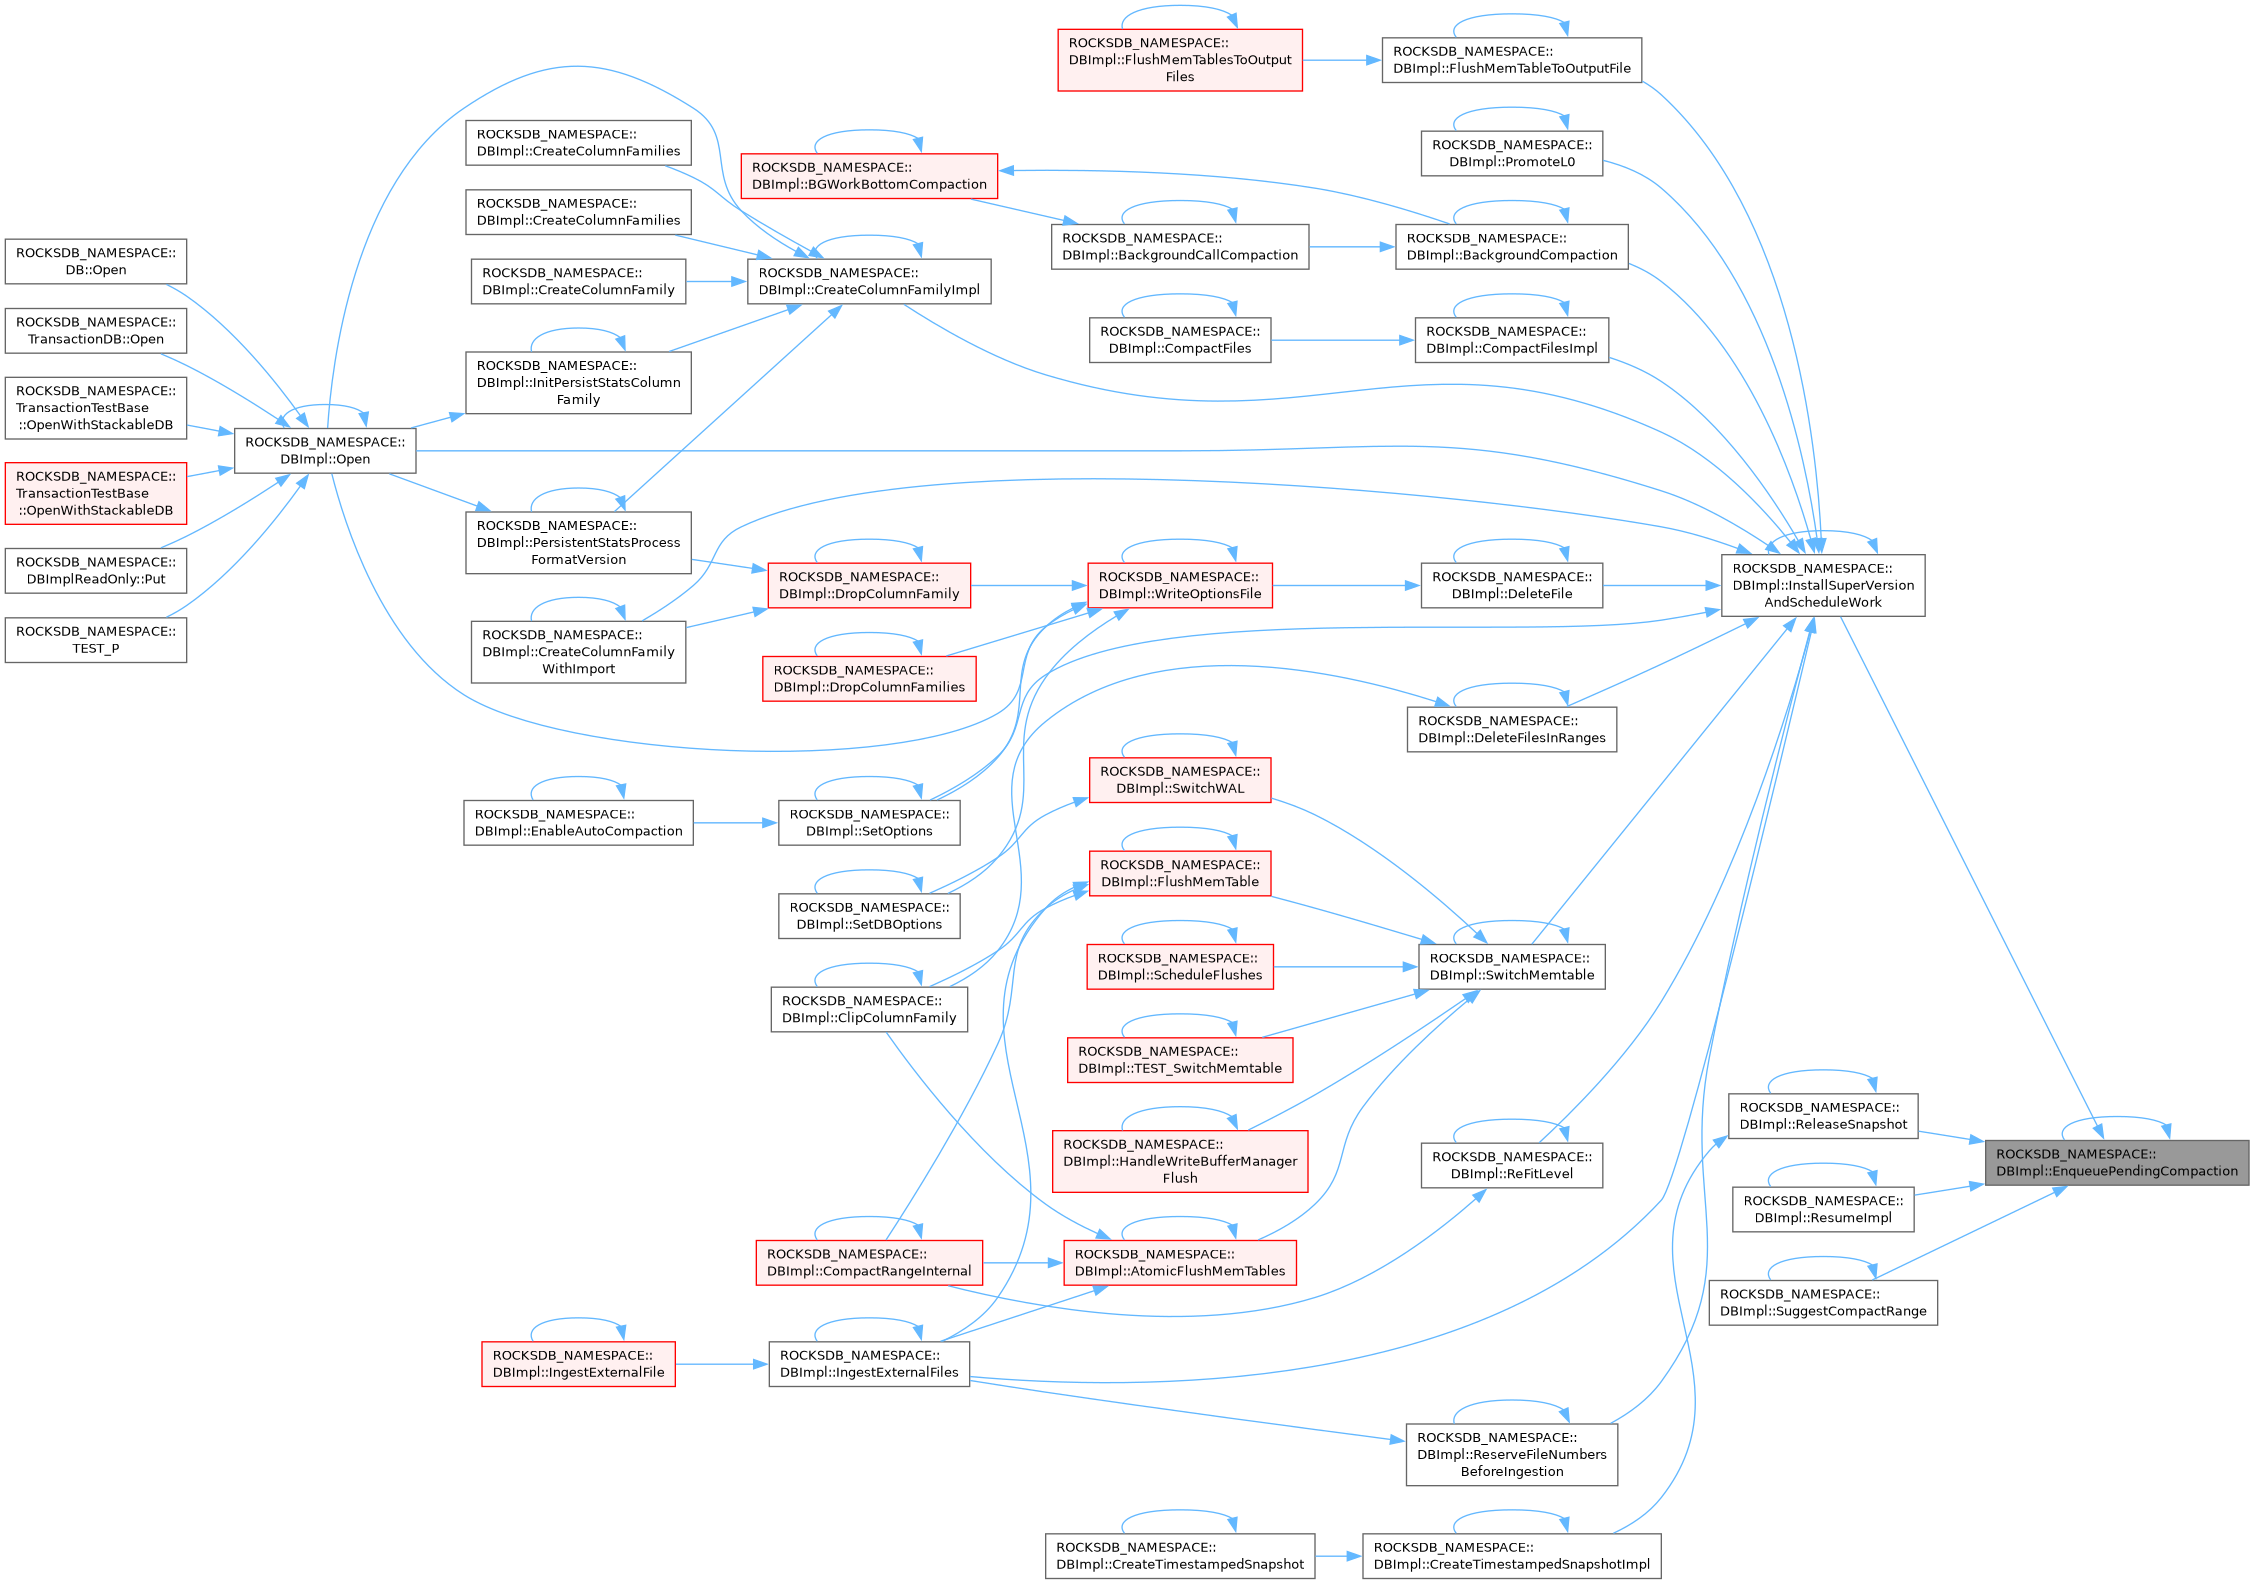 ROCKSDB_NAMESPACE::
DB::Open
ROCKSDB_NAMESPACE::
TransactionDB::Open
ROCKSDB_NAMESPACE::
TransactionTestBase
::OpenWithStackableDB
ROCKSDB_NAMESPACE::
TransactionTestBase
::OpenWithStackableDB
ROCKSDB_NAMESPACE::
DBImplReadOnly::Put
ROCKSDB_NAMESPACE::
TEST_P
ROCKSDB_NAMESPACE::
DBImpl::Open
ROCKSDB_NAMESPACE::
DBImpl::CreateColumnFamilies
ROCKSDB_NAMESPACE::
DBImpl::CreateColumnFamilies
ROCKSDB_NAMESPACE::
DBImpl::CreateColumnFamily
ROCKSDB_NAMESPACE::
DBImpl::InitPersistStatsColumn
Family
ROCKSDB_NAMESPACE::
DBImpl::PersistentStatsProcess
FormatVersion
ROCKSDB_NAMESPACE::
DBImpl::CreateColumnFamily
WithImport
ROCKSDB_NAMESPACE::
DBImpl::EnableAutoCompaction
ROCKSDB_NAMESPACE::
DBImpl::IngestExternalFile
ROCKSDB_NAMESPACE::
DBImpl::BGWorkBottomCompaction
ROCKSDB_NAMESPACE::
DBImpl::CreateColumnFamilyImpl
ROCKSDB_NAMESPACE::
DBImpl::DropColumnFamily
ROCKSDB_NAMESPACE::
DBImpl::DropColumnFamilies
ROCKSDB_NAMESPACE::
DBImpl::SetOptions
ROCKSDB_NAMESPACE::
DBImpl::SetDBOptions
ROCKSDB_NAMESPACE::
DBImpl::ClipColumnFamily
ROCKSDB_NAMESPACE::
DBImpl::CompactRangeInternal
ROCKSDB_NAMESPACE::
DBImpl::IngestExternalFiles
ROCKSDB_NAMESPACE::
DBImpl::FlushMemTablesToOutput
Files
ROCKSDB_NAMESPACE::
DBImpl::BackgroundCallCompaction
ROCKSDB_NAMESPACE::
DBImpl::CompactFiles
ROCKSDB_NAMESPACE::
DBImpl::WriteOptionsFile
ROCKSDB_NAMESPACE::
DBImpl::SwitchWAL
ROCKSDB_NAMESPACE::
DBImpl::FlushMemTable
ROCKSDB_NAMESPACE::
DBImpl::ScheduleFlushes
ROCKSDB_NAMESPACE::
DBImpl::TEST_SwitchMemtable
ROCKSDB_NAMESPACE::
DBImpl::HandleWriteBufferManager
Flush
ROCKSDB_NAMESPACE::
DBImpl::AtomicFlushMemTables
ROCKSDB_NAMESPACE::
DBImpl::CreateTimestampedSnapshot
ROCKSDB_NAMESPACE::
DBImpl::FlushMemTableToOutputFile
ROCKSDB_NAMESPACE::
DBImpl::PromoteL0
ROCKSDB_NAMESPACE::
DBImpl::BackgroundCompaction
ROCKSDB_NAMESPACE::
DBImpl::CompactFilesImpl
ROCKSDB_NAMESPACE::
DBImpl::DeleteFile
ROCKSDB_NAMESPACE::
DBImpl::DeleteFilesInRanges
ROCKSDB_NAMESPACE::
DBImpl::SwitchMemtable
ROCKSDB_NAMESPACE::
DBImpl::ReFitLevel
ROCKSDB_NAMESPACE::
DBImpl::ReserveFileNumbers
BeforeIngestion
ROCKSDB_NAMESPACE::
DBImpl::CreateTimestampedSnapshotImpl
ROCKSDB_NAMESPACE::
DBImpl::InstallSuperVersion
AndScheduleWork
ROCKSDB_NAMESPACE::
DBImpl::ReleaseSnapshot
ROCKSDB_NAMESPACE::
DBImpl::ResumeImpl
ROCKSDB_NAMESPACE::
DBImpl::SuggestCompactRange
ROCKSDB_NAMESPACE::
DBImpl::EnqueuePendingCompaction